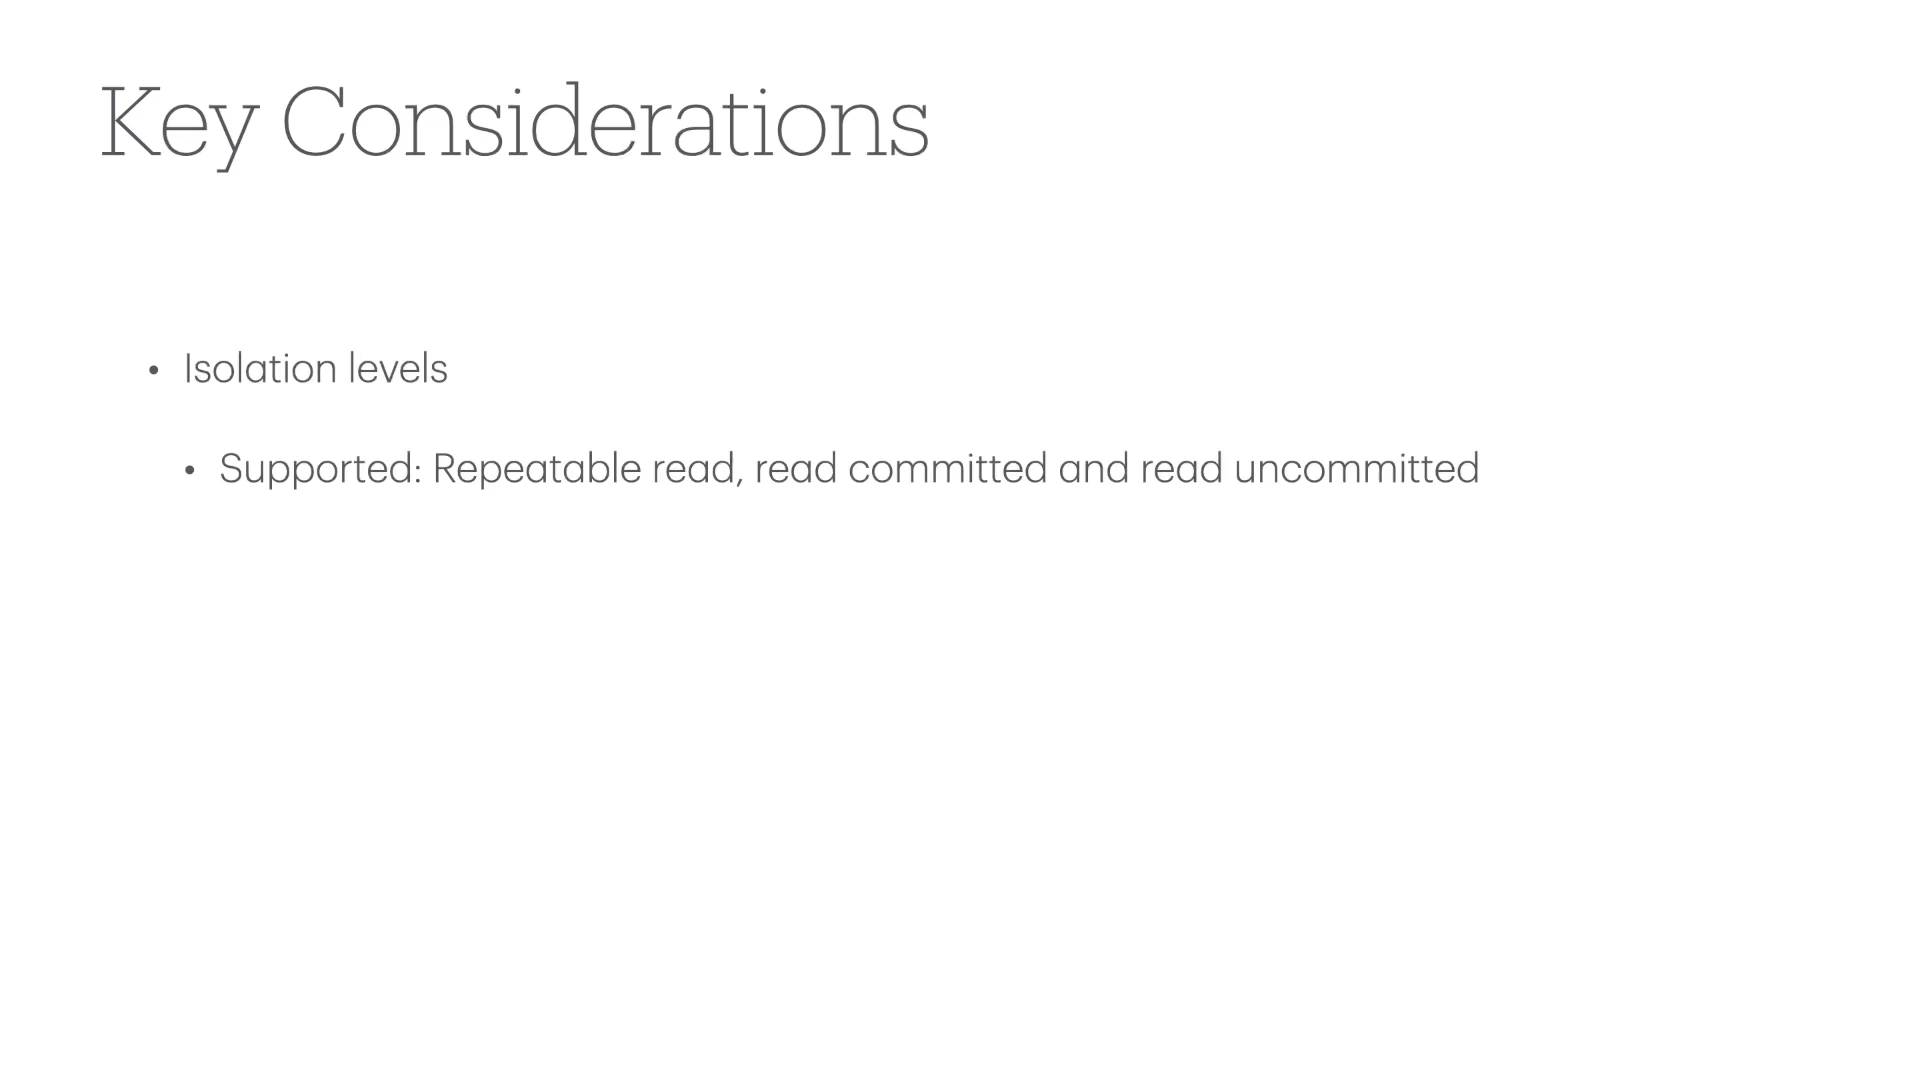 Key Considerations
• Isolation levels
• Supported: Repeatable read, read committed and read uncommitted